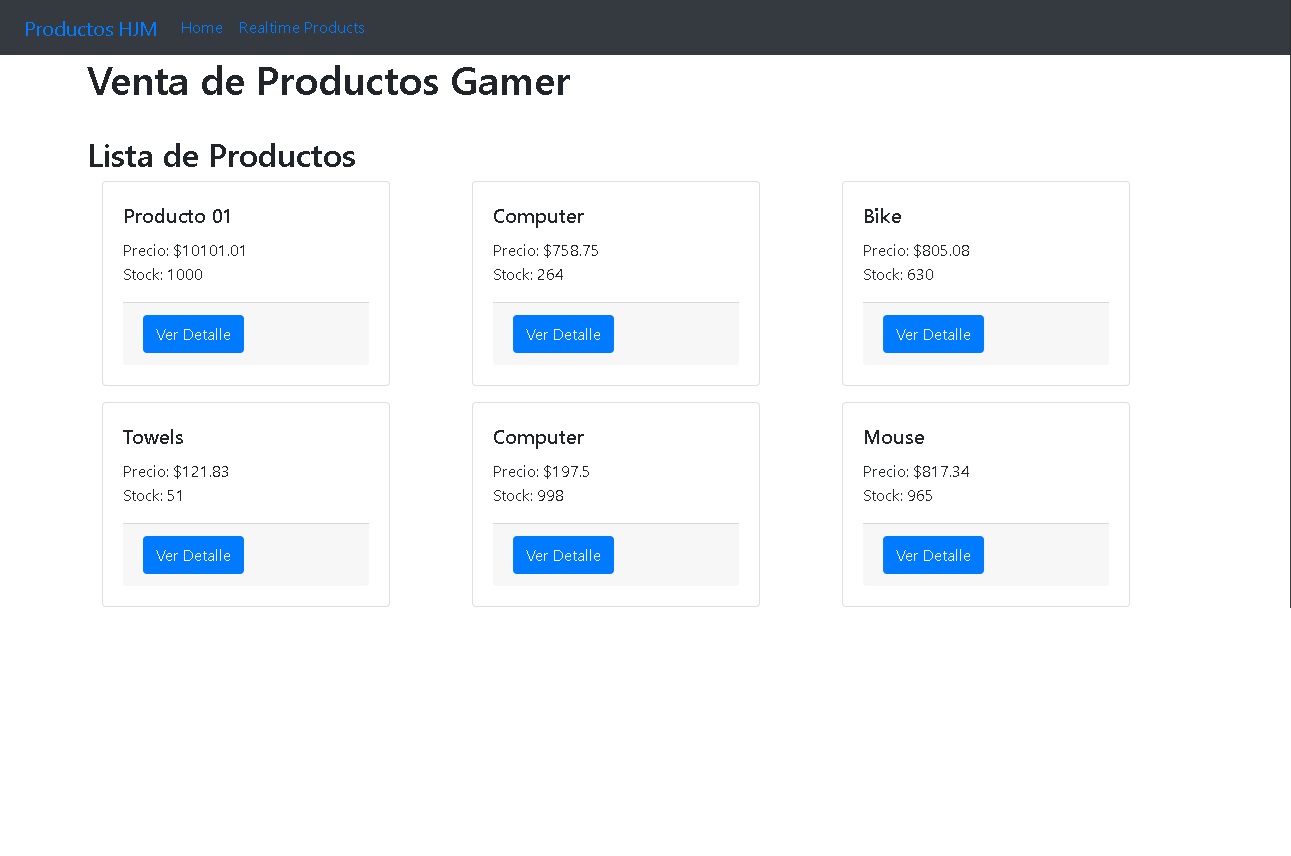 Productos HJM Home Realtime Products
Venta de Productos Gamer
Lista de Productos
Producto 01
Precio: $10101.01
Stock: 1000
Ver Detalle
Computer
Precio: $758.75
Stock: 264
Ver Detalle
Bike
Precio: $805.08
Stock: 630
Ver Detalle
Towels
Precio: $121.83
Stock: 51
Ver Detalle
Computer
Precio: $197.5
Stock: 998
Ver Detalle
Mouse
Precio: $817.34
Stock: 965
Ver Detalle